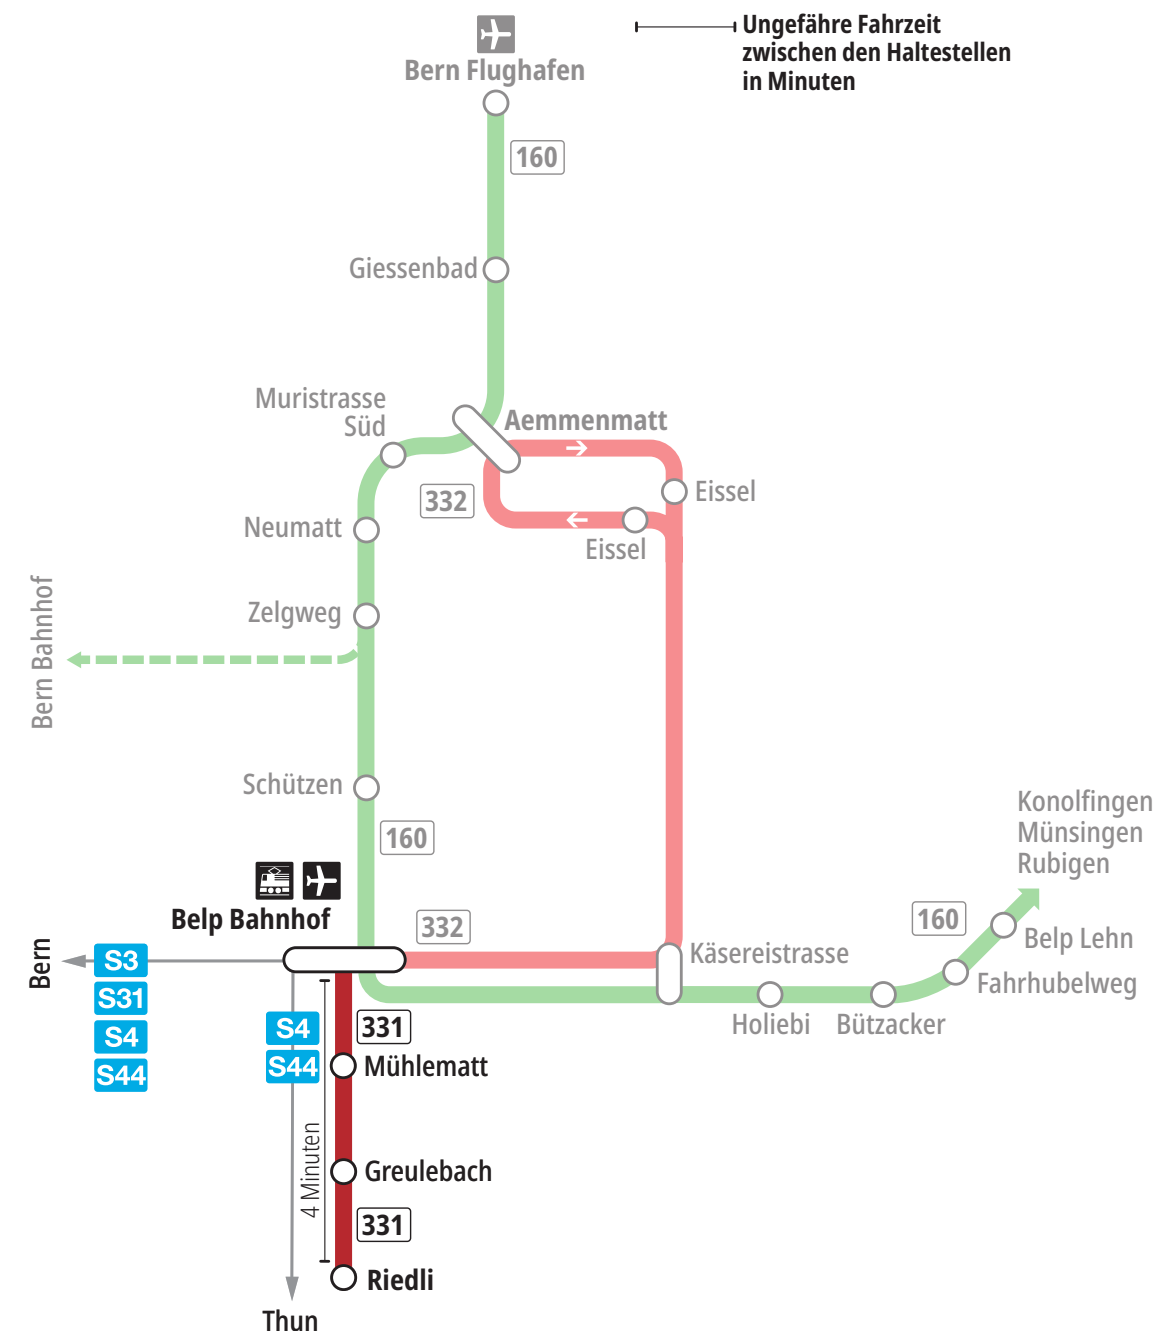 Ungefähre Fahrzeit
zwischen den Haltestellen
in Minuten
Bern Flughafen
160
Giessenbad
Muristrasse
Süd
Aemmenmatt
332
Eissel
Eissel
Neumatt
Zelgweg
Bern Bahnhof
Schützen
160
Konolfingen
Münsingen
Rubigen
Belp Bahnhof
332
160
Käsereistrasse
Belp Lehn
Fahrhubelweg
Holiebi
Bützacker
Bern
S3
S31
S4
S44
S4
S44
331
Mühlematt
4 Minuten
Greulebach
331
Riedli
Thun